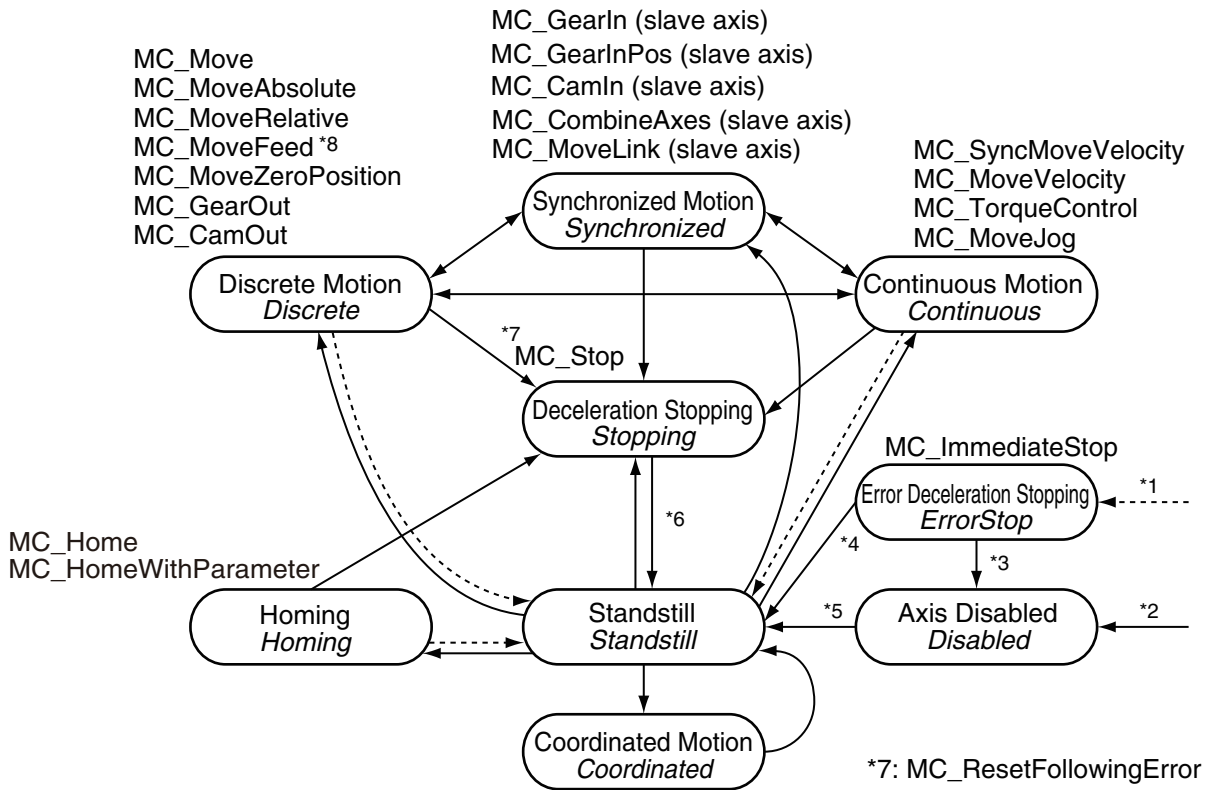 MC_GearIn (slave axis)
MC_GearInPos (slave axis)
MC_CamIn (slave axis)
MC_CombineAxes (slave axis)
MC_MoveLink (slave axis)
MC_Move
MC_MoveAbsolute
MC_MoveRelative
MC_MoveFeed *8
MC_MoveZeroPosition
MC_GearOut
MC_CamOut
MC_SyncMoveVelocity
MC_MoveVelocity
MC_TorqueControl
MC_MoveJog
Synchronized Motion
Synchronized
Discrete Motion
Discrete
Continuous Motion
Continuous
*7
MC_Stop
Deceleration Stopping
Stopping
MC_ImmediateStop
Error Deceleration Stopping
ErrorStop
*1
*6
*4
*3
MC_Home
MC_HomeWithParameter
Homing
Homing
Standstill
Standstill
*5
Axis Disabled
Disabled
*2
Coordinated Motion
Coordinated
*7: MC_ResetFollowingError